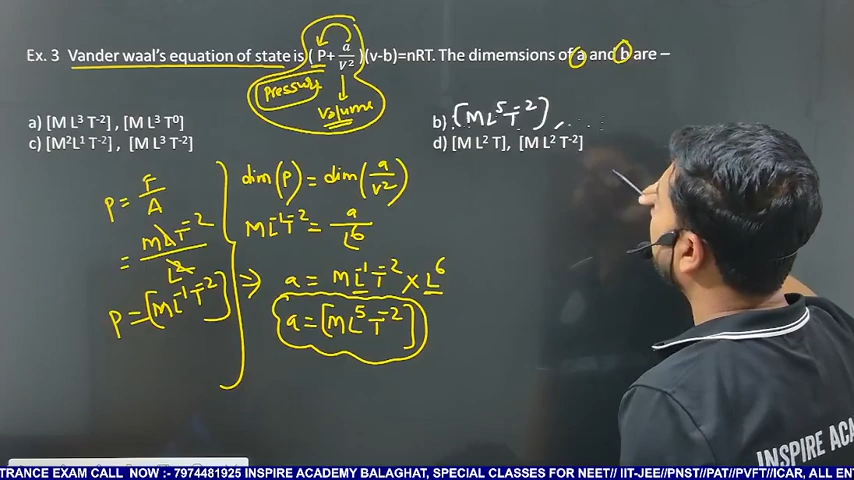 Ex. 3 Vander waal's equation of state is ( P+ a/V² )(v-b)=nRT. The dimemsions of a and b are –
Pressure
Volume
a) [M L³ T⁻²] , [M L³ T⁰]
b) [ML⁵T⁻²] ,
c) [M²L¹ T⁻²] , [M L³ T⁻²]
d) [M L² T], [M L² T⁻²]
P = F/A
= MLT⁻²/L²
P = [ML⁻¹T⁻²]
dim(P) = dim(a/V²)
ML⁻¹T⁻² = a/L⁶
⇒ a = ML⁻¹T⁻² × L⁶
a = [ML⁵T⁻²]
INSPIRE ACA
TRANCE EXAM CALL NOW :- 7974481925 INSPIRE ACADEMY BALAGHAT, SPECIAL CLASSES FOR NEET// IIT-JEE//PNST//PAT//PVFT//ICAR, ALL ENT